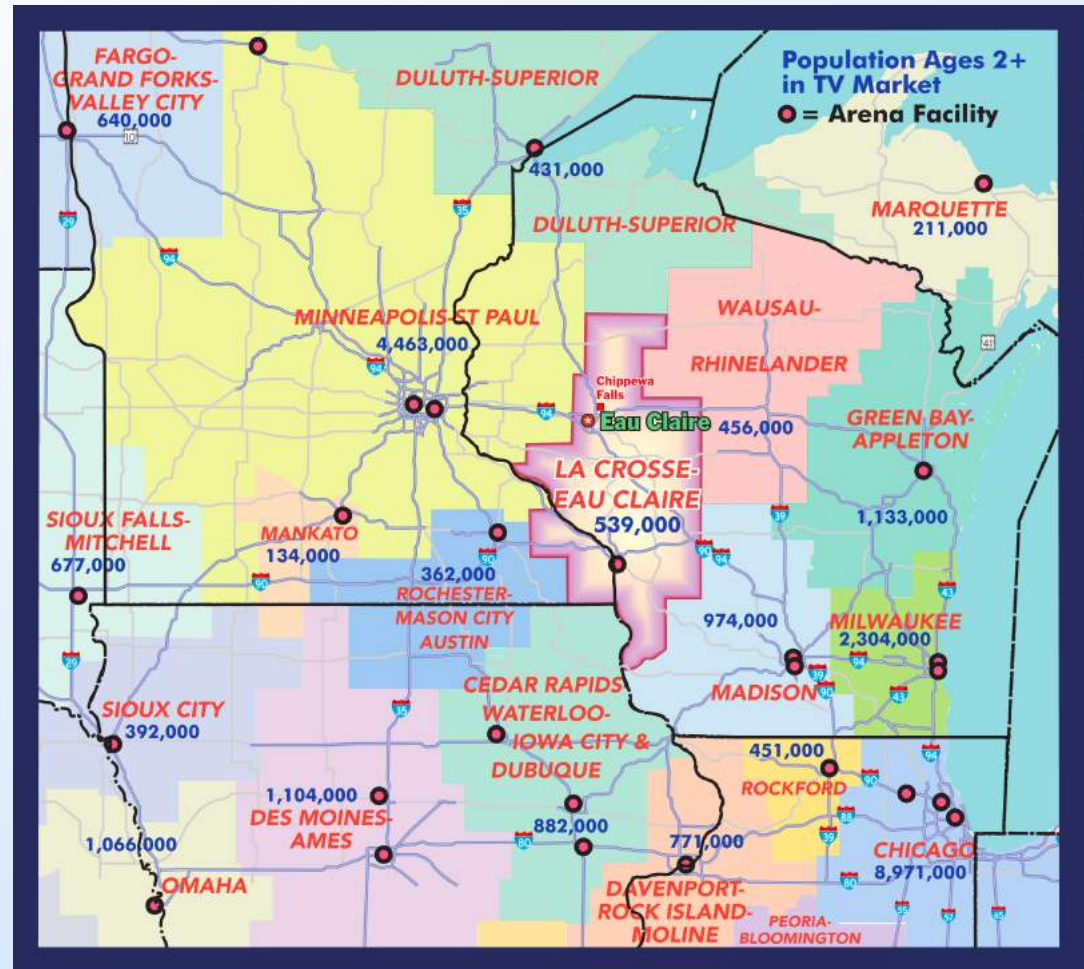 Population Ages 2+
in TV Market
= Arena Facility
FARGO-
GRAND FORKS-
VALLEY CITY
640,000
10
DULUTH-SUPERIOR
431,000
DULUTH-SUPERIOR
MARQUETTE
211,000
29
94
35
MINNEAPOLIS-ST PAUL
4,463,000
94
94
WAUSAU-
RHINELANDER
456,000
41
Chippewa
Falls
Eau Claire
LA CROSSE-
EAU CLAIRE
539,000
GREEN BAY-
APPLETON
1,133,000
SIOUX FALLS-
MITCHELL
677,000
MANKATO
134,000
90
90
362,000
ROCHESTER-
MASON CITY
AUSTIN
90
94
39
43
974,000
MADISON
39
90
94
MILWAUKEE
2,304,000
43
29
SIOUX CITY
392,000
35
CEDAR RAPIDS
WATERLOO-
IOWA CITY &
DUBUQUE
882,000
80
1,104,000
DES MOINES-
AMES
1,066,000
OMAHA
771,000
DAVENPORT-
ROCK ISLAND-
MOLINE
451,000
ROCKFORD
90
94
88
39
80
CHICAGO
8,971,000
PEORIA-
BLOOMINGTON
55
57
65